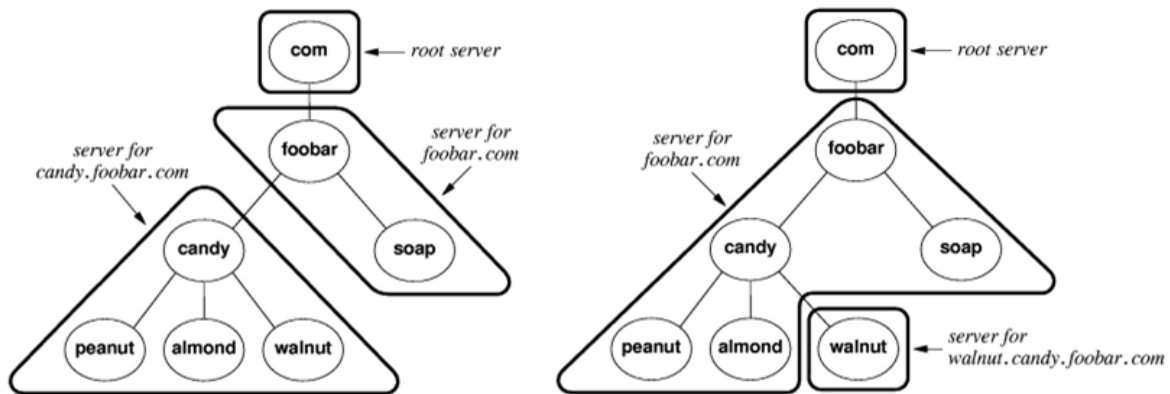 com
root server
foobar
server for
foobar.com
server for
candy.foobar.com
candy
soap
peanut
almond
walnut
com
root server
server for
foobar.com
foobar
candy
soap
peanut
almond
walnut
server for
walnut.candy.foobar.com